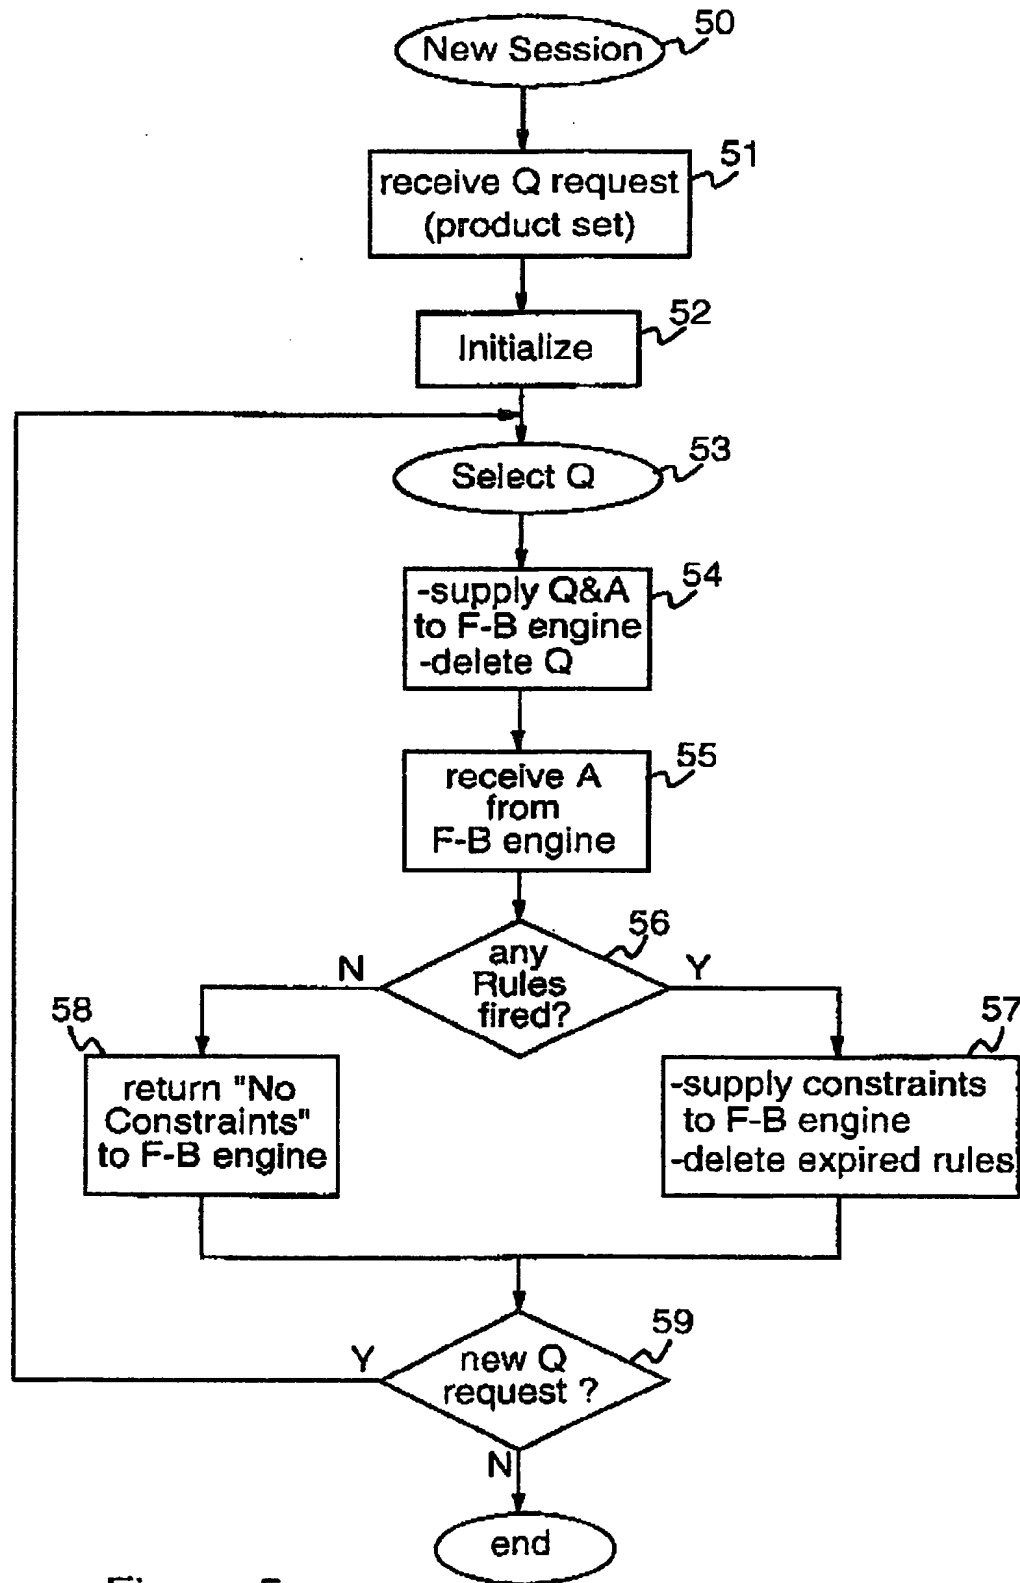 New Session
50
receive Q request
(product set)
51
Initialize
52
Select Q
53
-supply Q&A
to F-B engine
-delete Q
54
receive A
from
F-B engine
55
any
Rules
fired?
56
N
Y
58
return "No
Constraints"
to F-B engine
57
-supply constraints
to F-B engine
-delete expired rules
new Q
request ?
59
Y
N
end